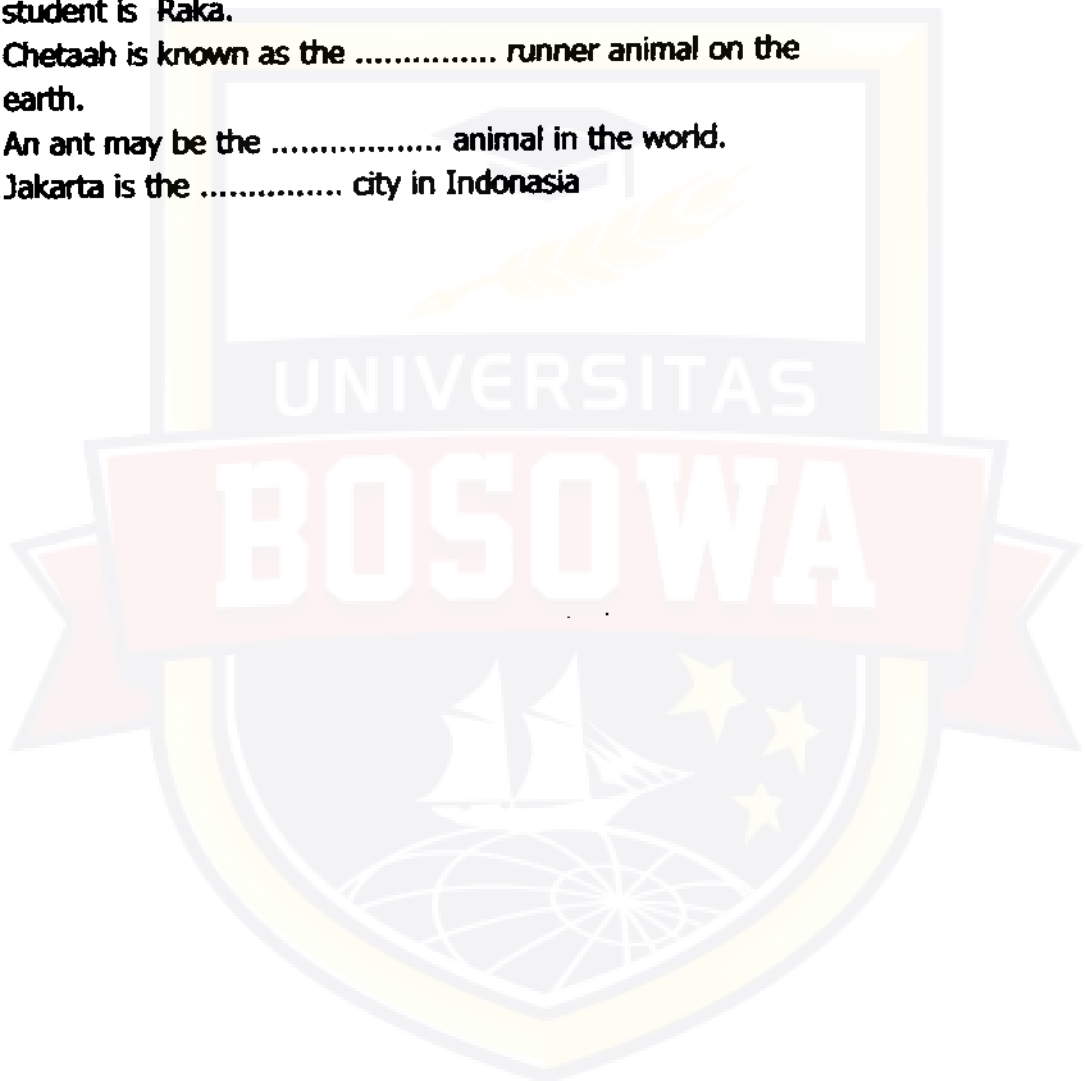 student is Raka.
Chetaah is known as the ............... runner animal on the
earth.
An ant may be the .................. animal in the world.
Jakarta is the ............... city in Indonasia
UNIVERSITAS
BOSOWA